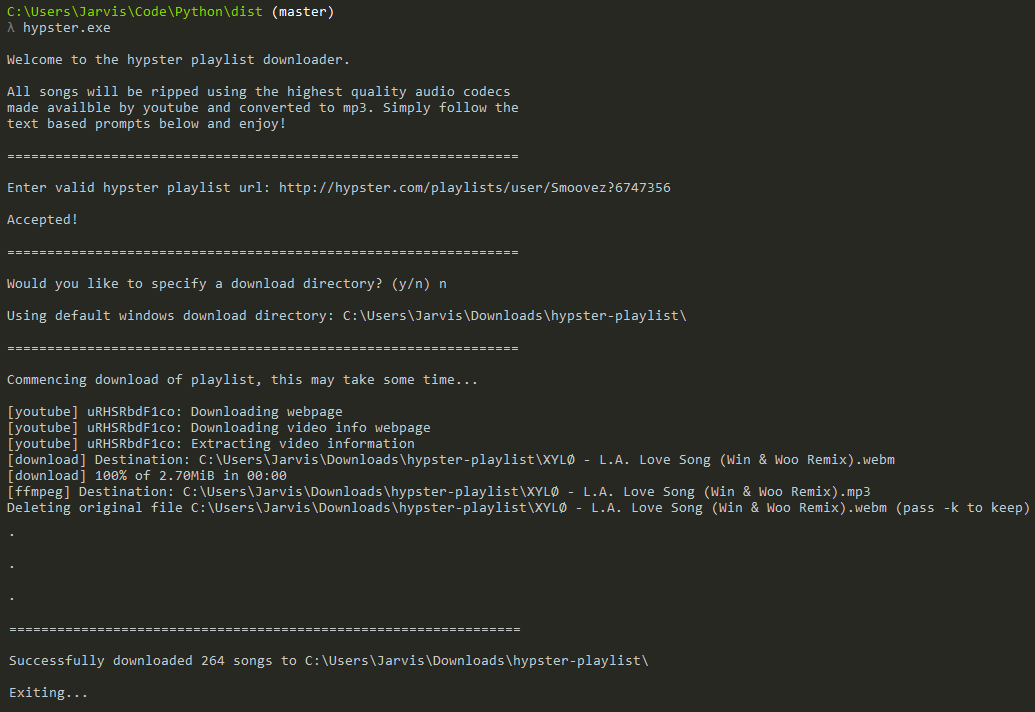 C:\Users\Jarvis\Code\Python\dist (master)
λ hypster.exe
Welcome to the hypster playlist downloader.
All songs will be ripped using the highest quality audio codecs
made availble by youtube and converted to mp3. Simply follow the
text based prompts below and enjoy!
================================================================
Enter valid hypster playlist url: http://hypster.com/playlists/user/Smoovez?6747356
Accepted!
================================================================
Would you like to specify a download directory? (y/n) n
Using default windows download directory: C:\Users\Jarvis\Downloads\hypster-playlist\
================================================================
Commencing download of playlist, this may take some time...
[youtube] uRHSRbdF1co: Downloading webpage
[youtube] uRHSRbdF1co: Downloading video info webpage
[youtube] uRHSRbdF1co: Extracting video information
[download] Destination: C:\Users\Jarvis\Downloads\hypster-playlist\XYLØ - L.A. Love Song (Win & Woo Remix).webm
[download] 100% of 2.70MiB in 00:00
[ffmpeg] Destination: C:\Users\Jarvis\Downloads\hypster-playlist\XYLØ - L.A. Love Song (Win & Woo Remix).mp3
Deleting original file C:\Users\Jarvis\Downloads\hypster-playlist\XYLØ - L.A. Love Song (Win & Woo Remix).webm (pass -k to keep)
.
.
.
================================================================
Successfully downloaded 264 songs to C:\Users\Jarvis\Downloads\hypster-playlist\
Exiting...